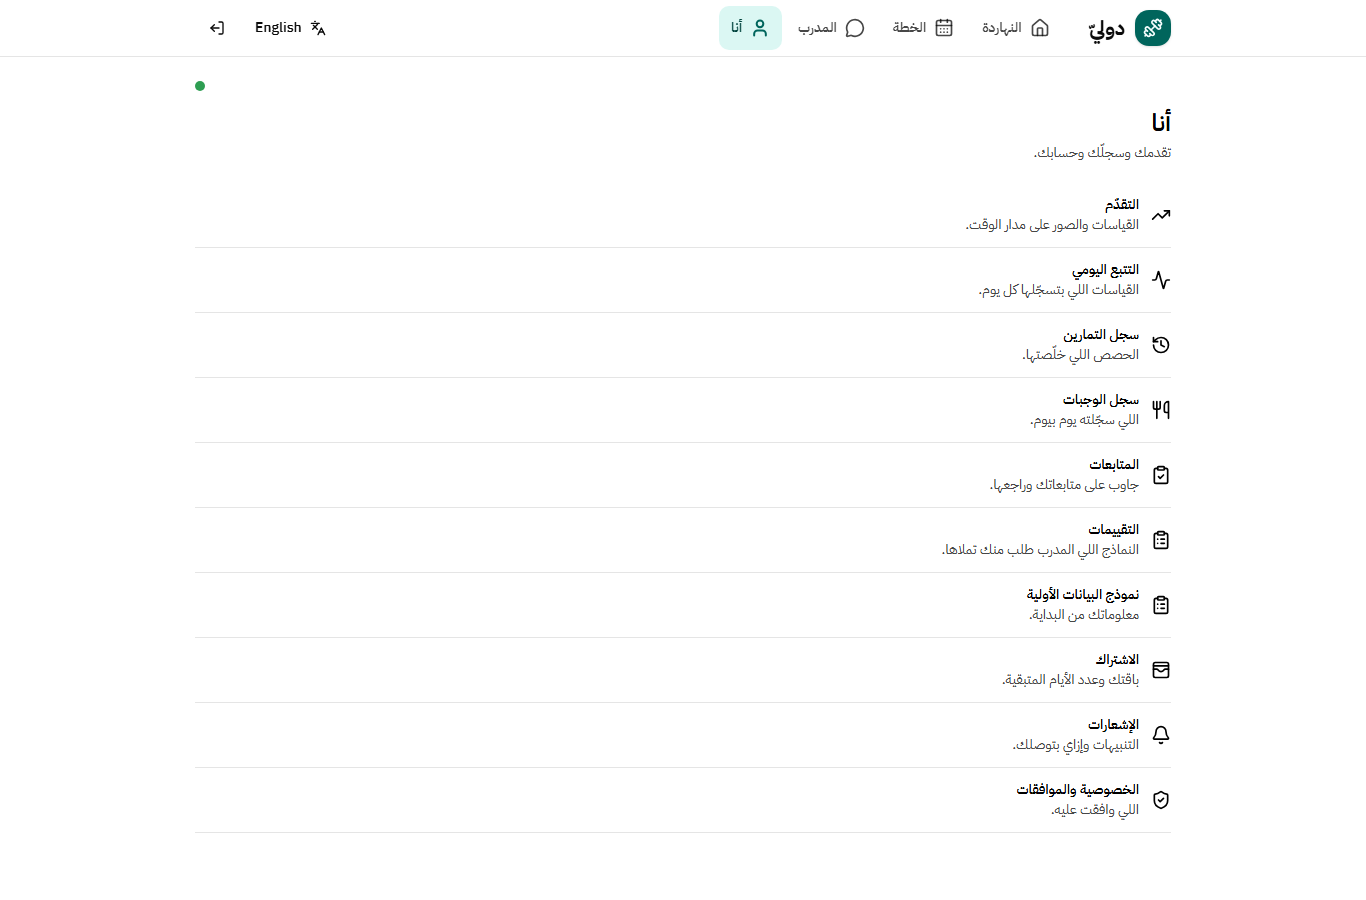 دوليّ
النهاردة
الخطة
المدرب
أنا
English
أنا
تقدمك وسجلّك وحسابك.
التقدّم
القياسات والصور على مدار الوقت.
التتبع اليومي
القياسات اللي بتسجّلها كل يوم.
سجل التمارين
الحصص اللي خلّصتها.
سجل الوجبات
اللي سجّلته يوم بيوم.
المتابعات
جاوب على متابعاتك وراجعها.
التقييمات
النماذج اللي المدرب طلب منك تملاها.
نموذج البيانات الأولية
معلوماتك من البداية.
الاشتراك
باقتك وعدد الأيام المتبقية.
الإشعارات
التنبيهات وإزاي بتوصلك.
الخصوصية والموافقات
اللي وافقت عليه.